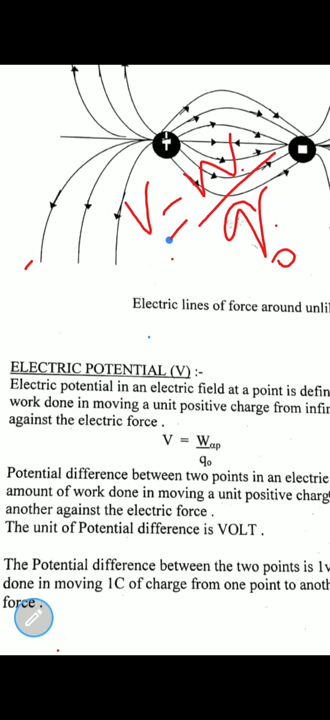 V = W
q₀
Electric lines of force around unli
ELECTRIC POTENTIAL (V) :-
Electric potential in an electric field at a point is defin
work done in moving a unit positive charge from infin
against the electric force .
V = W∝p
q₀
Potential difference between two points in an electric
amount of work done in moving a unit positive charg
another against the electric force .
The unit of Potential difference is VOLT .
The Potential difference between the two points is 1v
done in moving 1C of charge from one point to anoth
force .